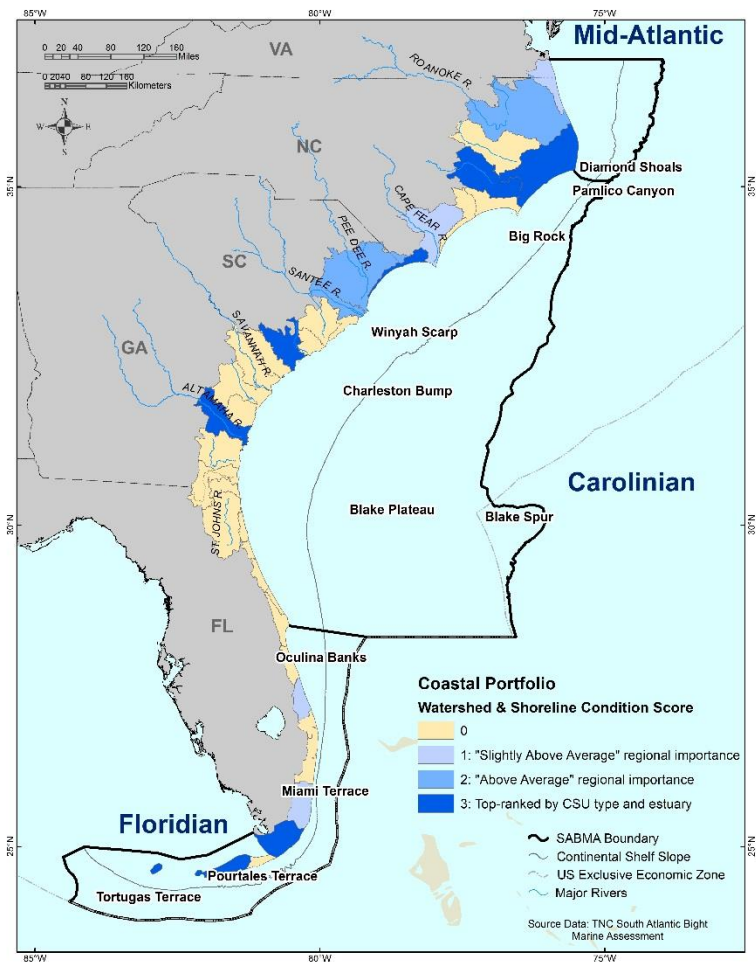 85°W
80°W
75°W
Mid-Atlantic
0 20 40 80 120 160
Miles
0 2040 80 120 160
Kilometers
N
W E
S
VA
ROANOKE R.
NC
Diamond Shoals
35°N
35°N
Pamlico Canyon
CAPE FEAR R.
PEE DEE R.
Big Rock
SC
SANTEE R.
SAVANNAH R.
Winyah Scarp
GA
ALTAMAHA R.
Charleston Bump
Carolinian
Blake Plateau
Blake Spur
30°N
30°N
ST. JOHNS R.
FL
Oculina Banks
Coastal Portfolio
Watershed & Shoreline Condition Score
0
1: "Slightly Above Average" regional importance
2: "Above Average" regional importance
3: Top-ranked by CSU type and estuary
Miami Terrace
Floridian
25°N
25°N
Pourtales Terrace
Tortugas Terrace
SABMA Boundary
Continental Shelf Slope
US Exclusive Economic Zone
Major Rivers
Source Data: TNC South Atlantic Bight
Marine Assessment
85°W
80°W
75°W